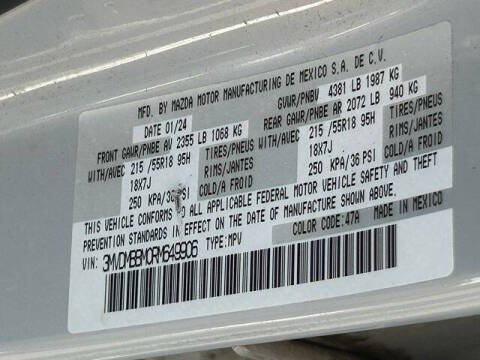 MFD. BY MAZDA MOTOR MANUFACTURING DE MEXICO S.A. DE C.V.
DATE 01/24 GVWR/PNBV 4381 LB 1987 KG
FRONT GAWR/PNBE AV 2355 LB 1068 KG REAR GAWR/PNBE AR 2072 LB 940 KG
WITH/AVEC 215 /55R18 95H TIRES/PNEUS WITH/AVEC 215 /55R18 95H TIRES/PNEUS
18X7J RIMS/JANTES 18X7J RIMS/JANTES
250 KPA/36 PSI COLD/A FROID 250 KPA/36 PSI COLD/A FROID
THIS VEHICLE CONFORMS TO ALL APPLICABLE FEDERAL MOTOR VEHICLE SAFETY AND THEFT
PREVENTION STANDARDS IN EFFECT ON THE DATE OF MANUFACTURE SHOWN ABOVE.
VIN: 3MVDMBBM0RM649906 TYPE: MPV COLOR CODE: 47A MADE IN MEXICO